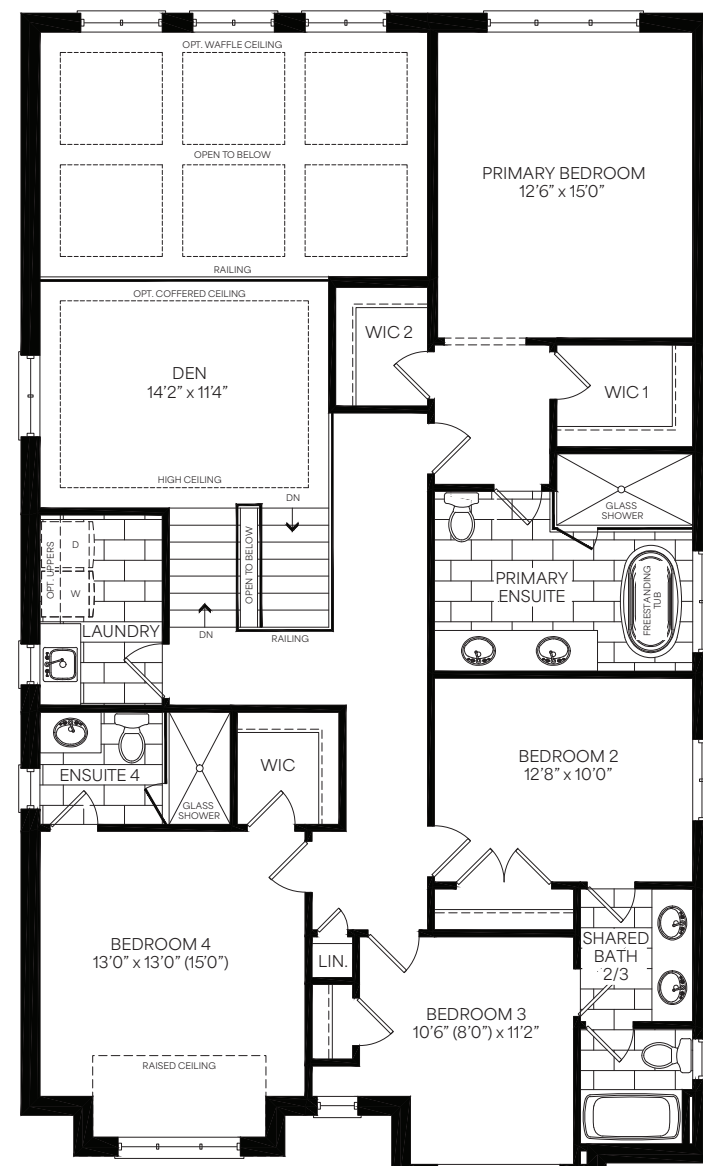 OPT. WAFFLE CEILING
OPEN TO BELOW
RAILING
PRIMARY BEDROOM
12'6" x 15'0"
OPT. COFFERED CEILING
DEN
14'2" x 11'4"
HIGH CEILING
WIC 2
WIC 1
DN
OPEN TO BELOW
DN
RAILING
GLASS
SHOWER
PRIMARY
ENSUITE
FREESTANDING
TUB
OPT. UPPERS
D
W
LAUNDRY
ENSUITE 4
GLASS
SHOWER
WIC
BEDROOM 2
12'8" x 10'0"
BEDROOM 4
13'0" x 13'0" (15'0")
RAISED CEILING
LIN.
SHARED
BATH
2/3
BEDROOM 3
10'6" (8'0") x 11'2"